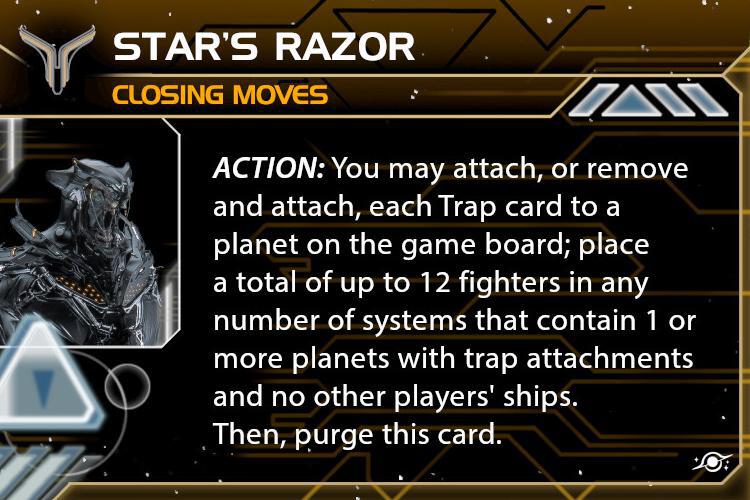 STAR'S RAZOR
CLOSING MOVES
ACTION: You may attach, or remove
and attach, each Trap card to a
planet on the game board; place
a total of up to 12 fighters in any
number of systems that contain 1 or
more planets with trap attachments
and no other players' ships.
Then, purge this card.